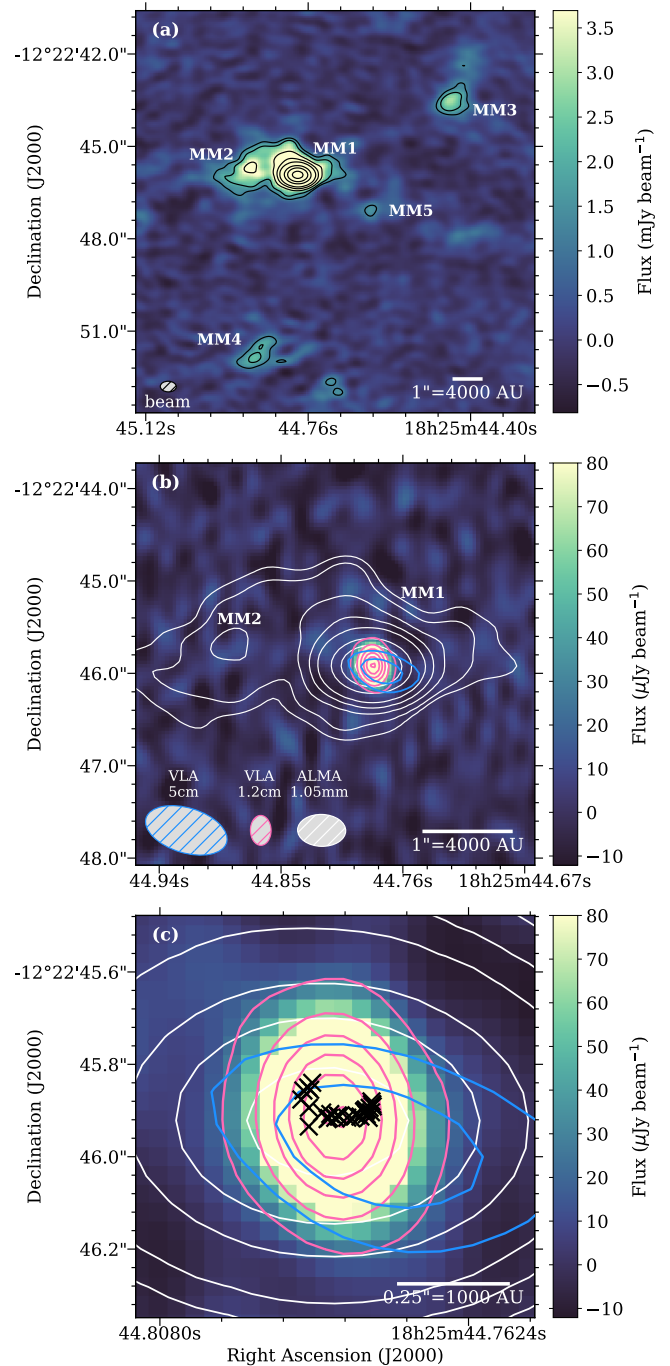 (a)
-12°22'42.0"
45.0"
48.0"
51.0"
Declination (J2000)
MM3
MM2
MM1
MM5
MM4
beam
1"=4000 AU
45.12s
44.76s
18h25m44.40s
3.5
3.0
2.5
2.0
1.5
1.0
0.5
0.0
−0.5
Flux (mJy beam−1)
(b)
-12°22'44.0"
45.0"
46.0"
47.0"
48.0"
Declination (J2000)
MM1
MM2
VLA
5cm
VLA
1.2cm
ALMA
1.05mm
1"=4000 AU
44.94s
44.85s
44.76s
18h25m44.67s
80
70
60
50
40
30
20
10
0
−10
Flux (μJy beam−1)
(c)
-12°22'45.6"
45.8"
46.0"
46.2"
Declination (J2000)
0.25"=1000 AU
44.8080s
18h25m44.7624s
Right Ascension (J2000)
80
70
60
50
40
30
20
10
0
−10
Flux (μJy beam−1)